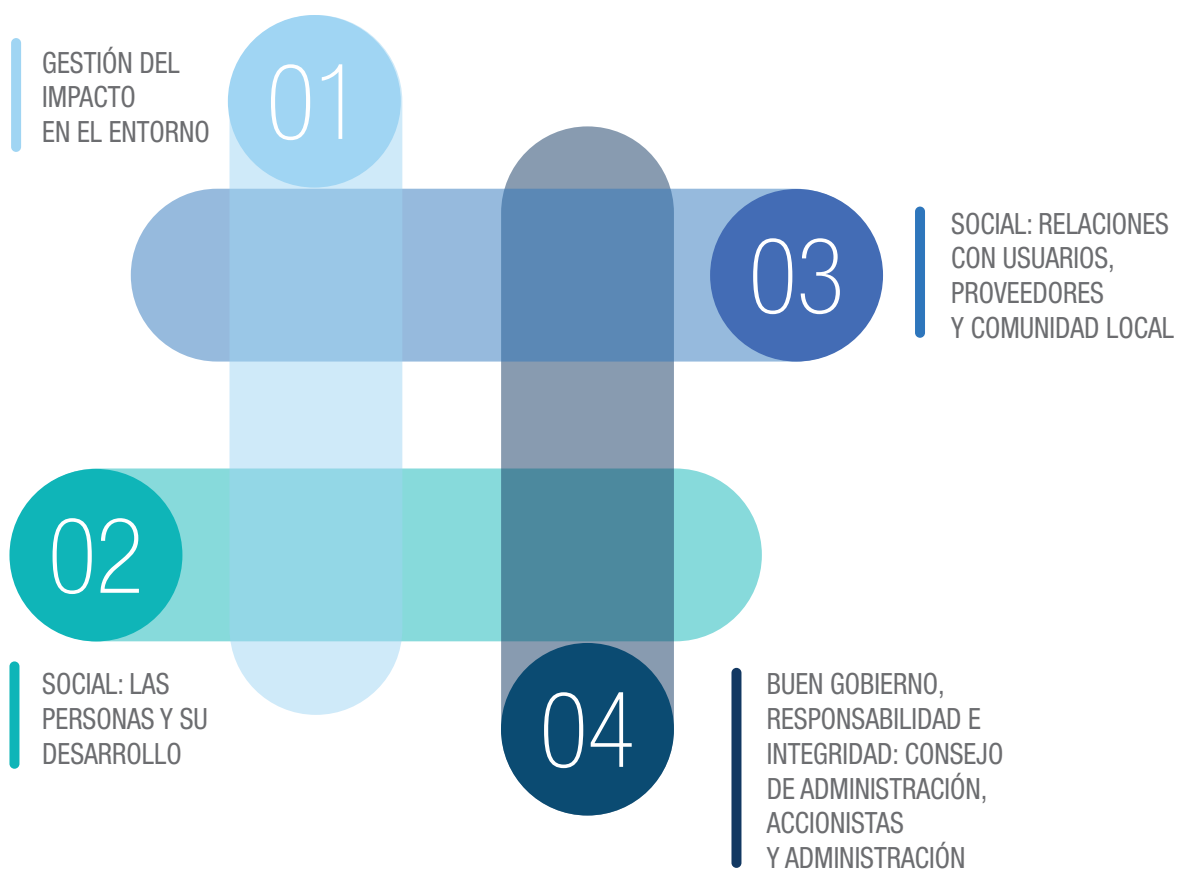 01
GESTIÓN DEL
IMPACTO
EN EL ENTORNO
02
SOCIAL: LAS
PERSONAS Y SU
DESARROLLO
03
SOCIAL: RELACIONES
CON USUARIOS,
PROVEEDORES
Y COMUNIDAD LOCAL
04
BUEN GOBIERNO,
RESPONSABILIDAD E
INTEGRIDAD: CONSEJO
DE ADMINISTRACIÓN,
ACCIONISTAS
Y ADMINISTRACIÓN